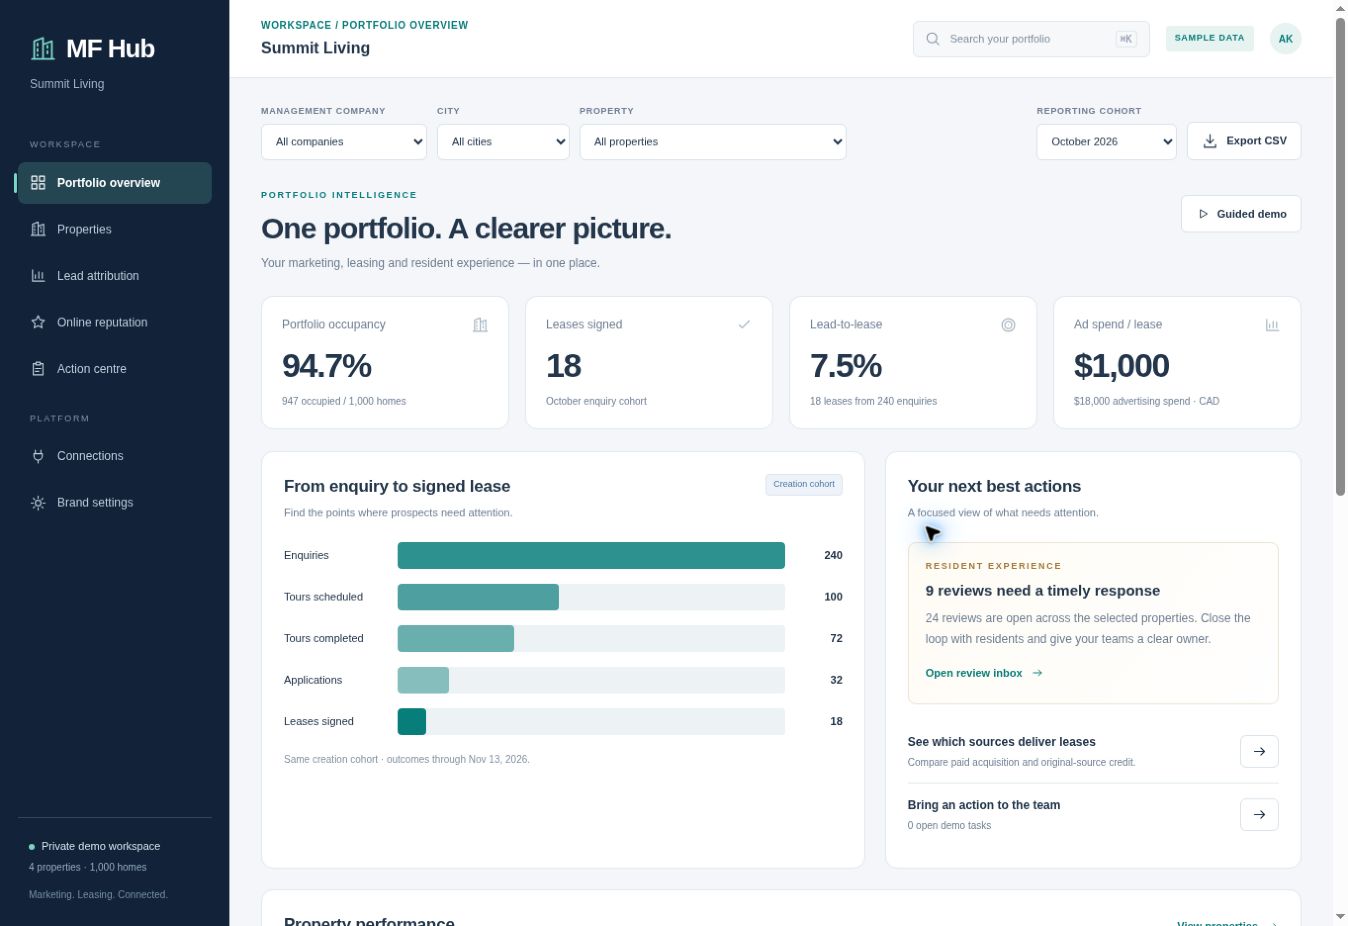 MF Hub
Summit Living
WORKSPACE
Portfolio overview
Properties
Lead attribution
Online reputation
Action centre
PLATFORM
Connections
Brand settings
Private demo workspace
4 properties · 1,000 homes
Marketing. Leasing. Connected.
WORKSPACE / PORTFOLIO OVERVIEW
Summit Living
Search your portfolio
⌘K
SAMPLE DATA
AK
MANAGEMENT COMPANY
CITY
PROPERTY
REPORTING COHORT
All companies
All cities
All properties
October 2026
Export CSV
PORTFOLIO INTELLIGENCE
One portfolio. A clearer picture.
Your marketing, leasing and resident experience — in one place.
Guided demo
Portfolio occupancy
94.7%
947 occupied / 1,000 homes
Leases signed
18
October enquiry cohort
Lead-to-lease
7.5%
18 leases from 240 enquiries
Ad spend / lease
$1,000
$18,000 advertising spend · CAD
From enquiry to signed lease
Creation cohort
Find the points where prospects need attention.
Enquiries 240
Tours scheduled 100
Tours completed 72
Applications 32
Leases signed 18
Same creation cohort · outcomes through Nov 13, 2026.
Your next best actions
A focused view of what needs attention.
RESIDENT EXPERIENCE
9 reviews need a timely response
24 reviews are open across the selected properties. Close the
loop with residents and give your teams a clear owner.
Open review inbox →
See which sources deliver leases
Compare paid acquisition and original-source credit.
→
Bring an action to the team
0 open demo tasks
→
Property performance
View properties